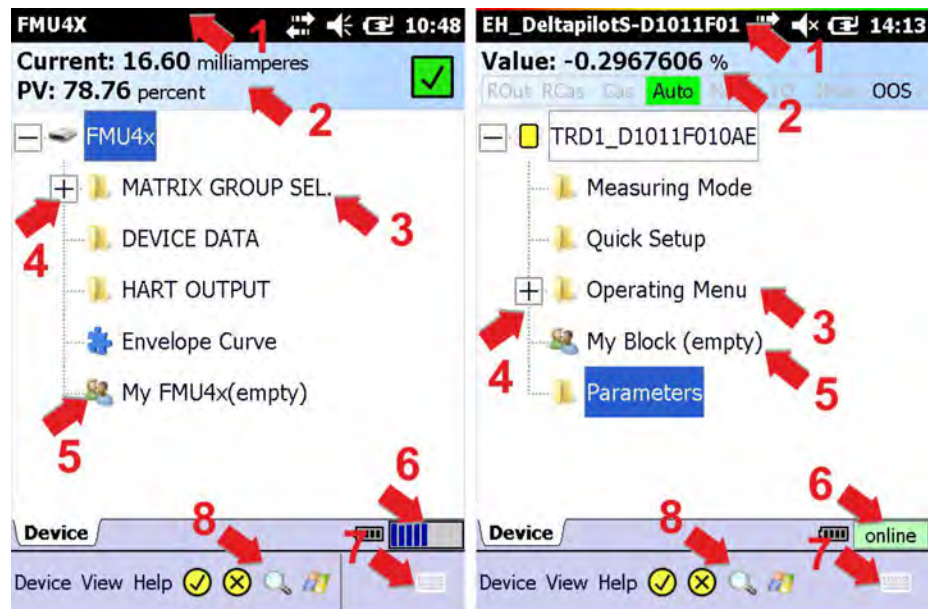 FMU4X 10:48
Current: 16.60 milliamperes
PV: 78.76 percent
FMU4x
MATRIX GROUP SEL.
DEVICE DATA
HART OUTPUT
Envelope Curve
My FMU4x(empty)
Device
Device View Help
1
2
3
4
5
6
7
8
EH_DeltapilotS-D1011F01 14:13
Value: -0.2967606 %
ROut RCas Cas Auto OOS
TRD1_D1011F010AE
Measuring Mode
Quick Setup
Operating Menu
My Block (empty)
Parameters
Device online
Device View Help
1
2
3
4
5
6
7
8